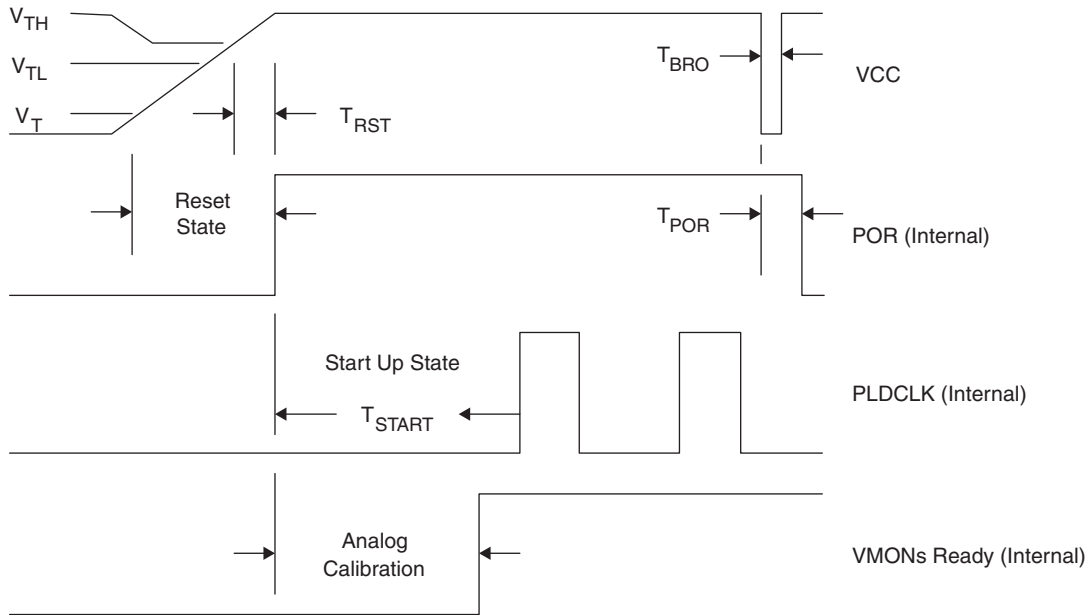 VTH
VTL
VT
TRST
TBRO
VCC
Reset
State
TPOR
POR (Internal)
Start Up State
TSTART
PLDCLK (Internal)
Analog
Calibration
VMONs Ready (Internal)